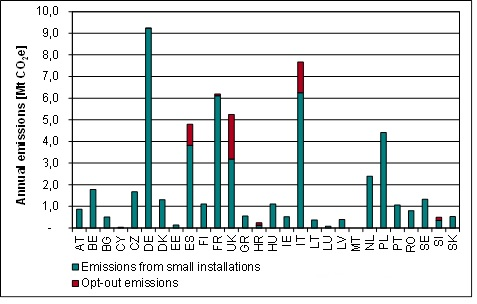 Annual emissions [Mt CO₂e]
10,0
9,0
8,0
7,0
6,0
5,0
4,0
3,0
2,0
1,0
-
AT BE BG CY CZ DE DK EE ES FI FR UK GR HR HU IE IT LT LU LV MT NL PL PT RO SE SI SK
Emissions from small installations
Opt-out emissions